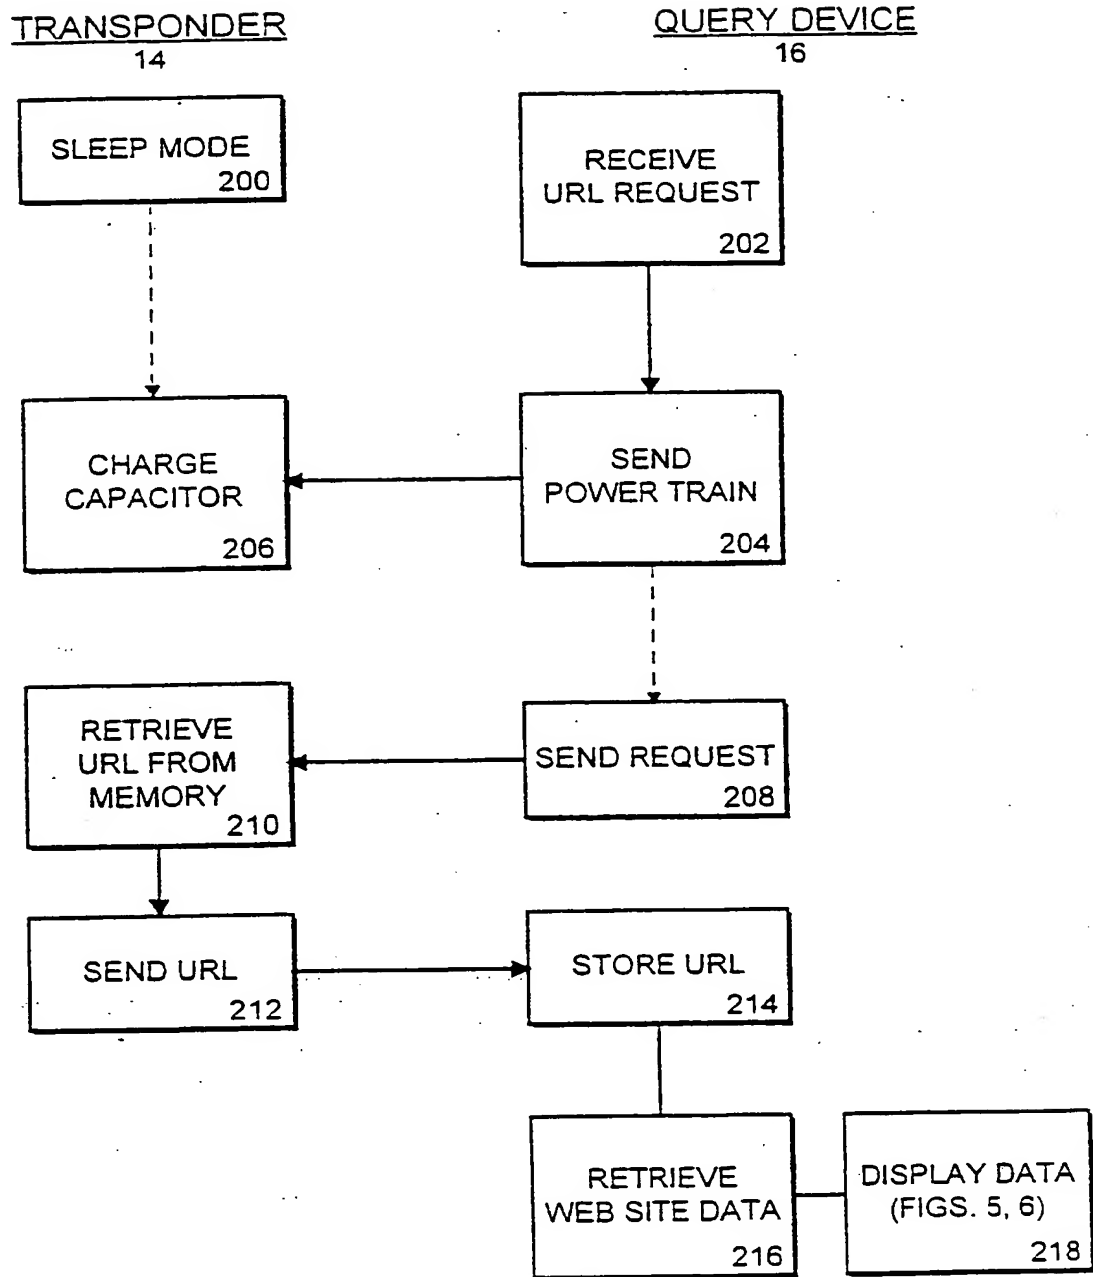 TRANSPONDER
14
QUERY DEVICE
16
SLEEP MODE
200
RECEIVE
URL REQUEST
202
CHARGE
CAPACITOR
206
SEND
POWER TRAIN
204
RETRIEVE
URL FROM
MEMORY
210
SEND REQUEST
208
SEND URL
212
STORE URL
214
RETRIEVE
WEB SITE DATA
216
DISPLAY DATA
(FIGS. 5, 6)
218